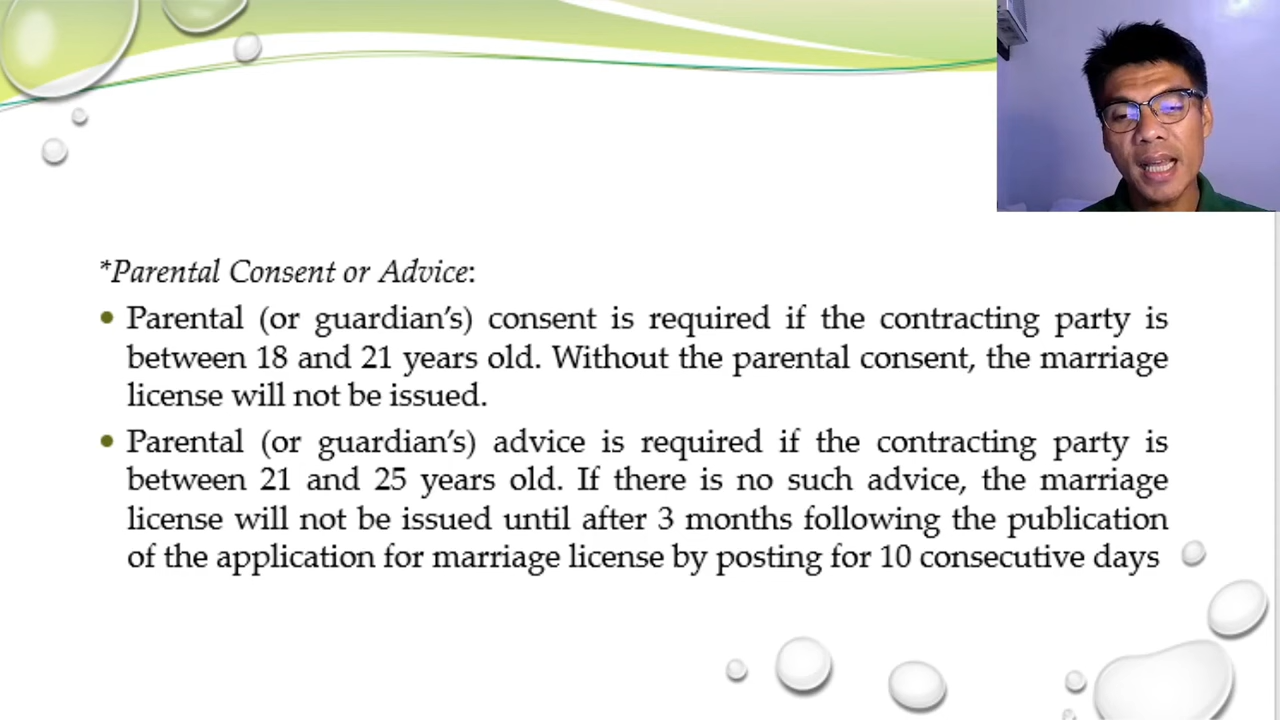 *Parental Consent or Advice:
• Parental (or guardian’s) consent is required if the contracting party is
between 18 and 21 years old. Without the parental consent, the marriage
license will not be issued.
• Parental (or guardian’s) advice is required if the contracting party is
between 21 and 25 years old. If there is no such advice, the marriage
license will not be issued until after 3 months following the publication
of the application for marriage license by posting for 10 consecutive days